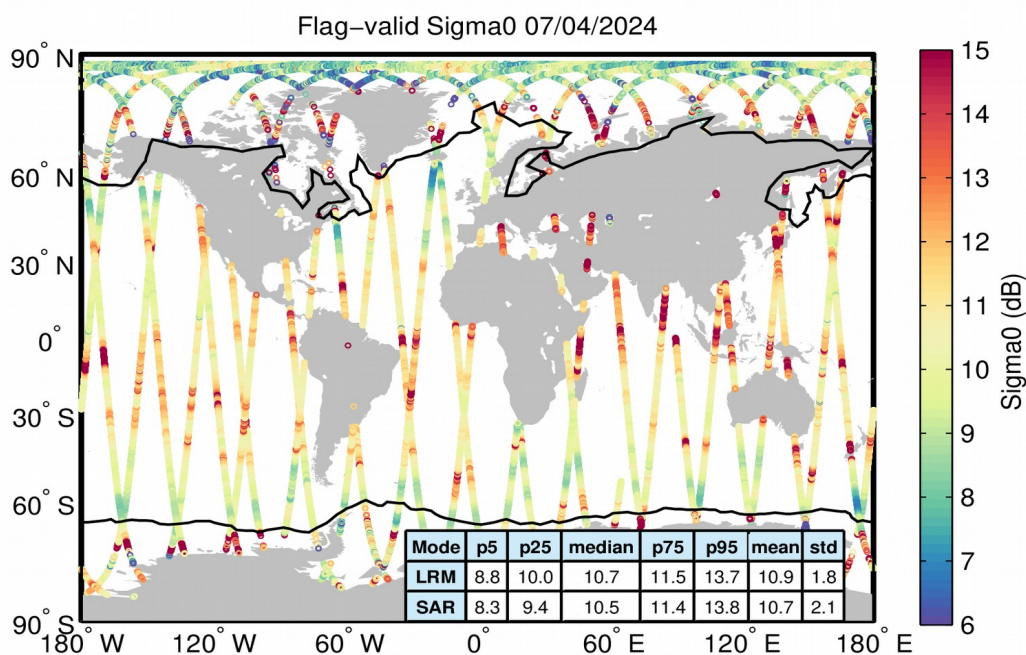 Flag−valid Sigma0 07/04/2024
90° N
60° N
30° N
0°
30° S
60° S
90° S
180° W
120° W
60° W
0°
60° E
120° E
180° E
Mode p5 p25 median p75 p95 mean std
LRM 8.8 10.0 10.7 11.5 13.7 10.9 1.8
SAR 8.3 9.4 10.5 11.4 13.8 10.7 2.1
15
14
13
12
11
10
9
8
7
6
Sigma0 (dB)